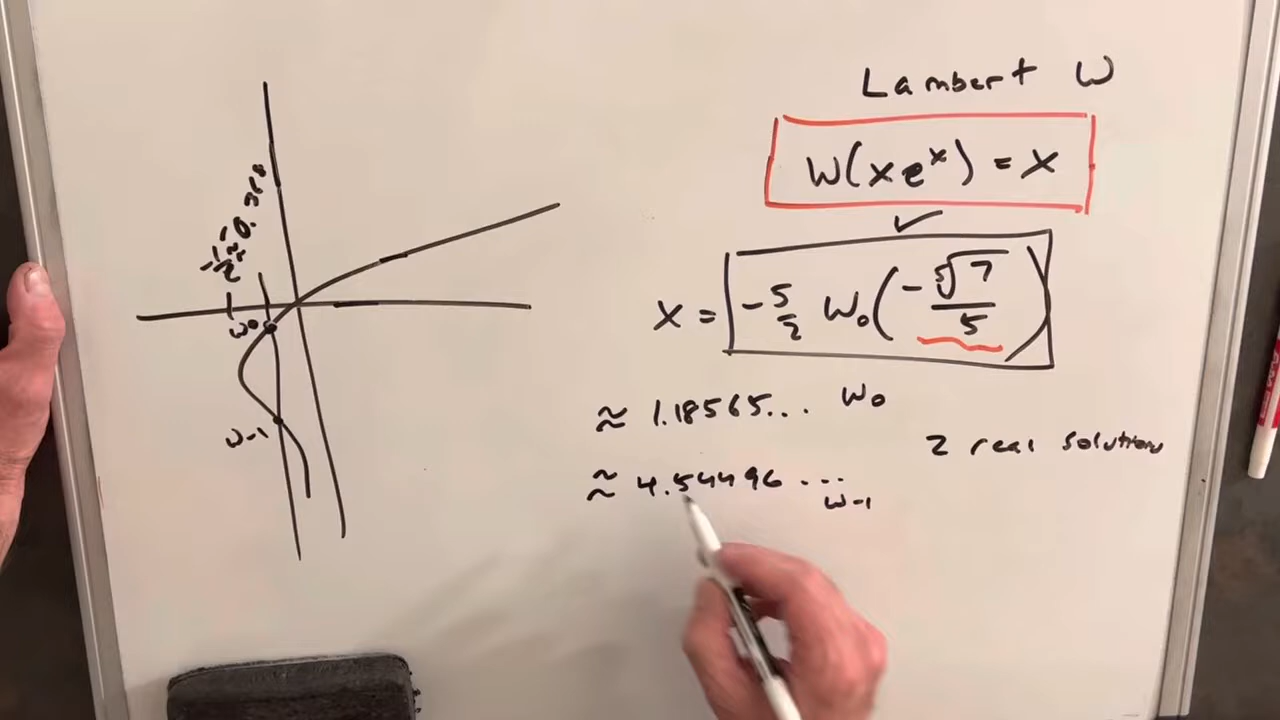 Lambert W
W(xe^x) = x
✓
x = -5/2 W₀(-⁵√7/5)
≈ 1.18565... W₀
2 real solutions
≈ 4.54496... W-1
-1/e ≈ -0.368
W₀
W-1